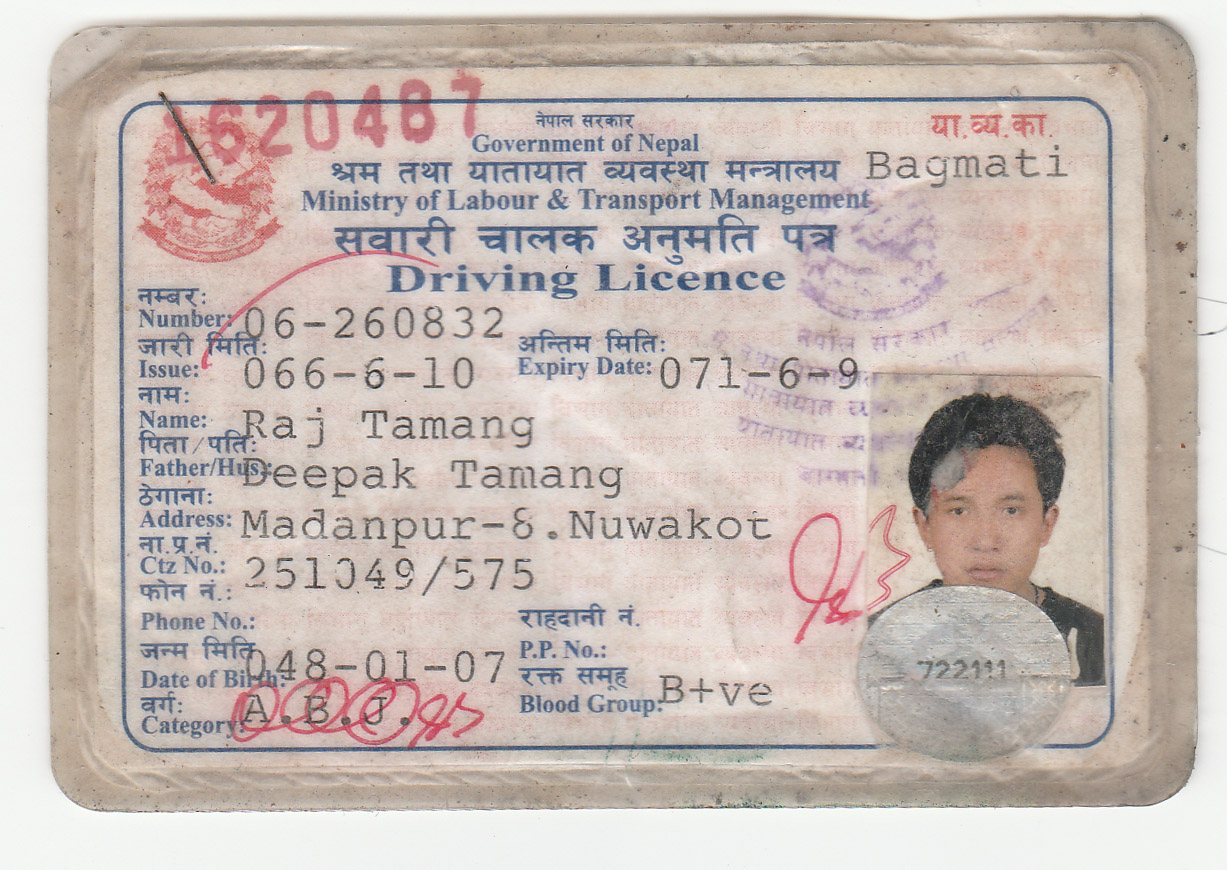 1620487
नेपाल सरकार
Government of Nepal
या.व्य.का.
श्रम तथा यातायात व्यवस्था मन्त्रालय
Bagmati
Ministry of Labour & Transport Management
सवारी चालक अनुमति पत्र
Driving Licence
नम्बर:
Number: 06-260832
जारी मिति: अन्तिम मिति:
Issue: 066-6-10 Expiry Date: 071-6-9
नाम:
Name: Raj Tamang
पिता/पति:
Father/Hus: Deepak Tamang
ठेगाना:
Address: Madanpur-8.Nuwakot
ना.प्र.नं.
Ctz No.: 251049/575
फोन नं.: राहदानी नं.
Phone No.: P.P. No.:
जन्म मिति रक्त समूह
Date of Birth: 048-01-07
Blood Group: B+ve
वर्ग:
Category: A.B.J.
नेपाल सरकार
यातायात
722111